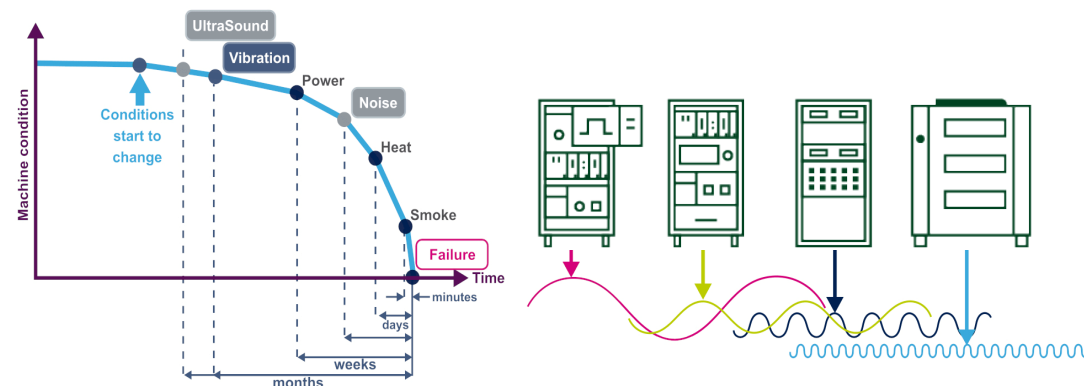 UltraSound
Vibration
Power
Noise
Heat
Smoke
Failure
Conditions
start to
change
Machine condition
Time
minutes
days
weeks
months